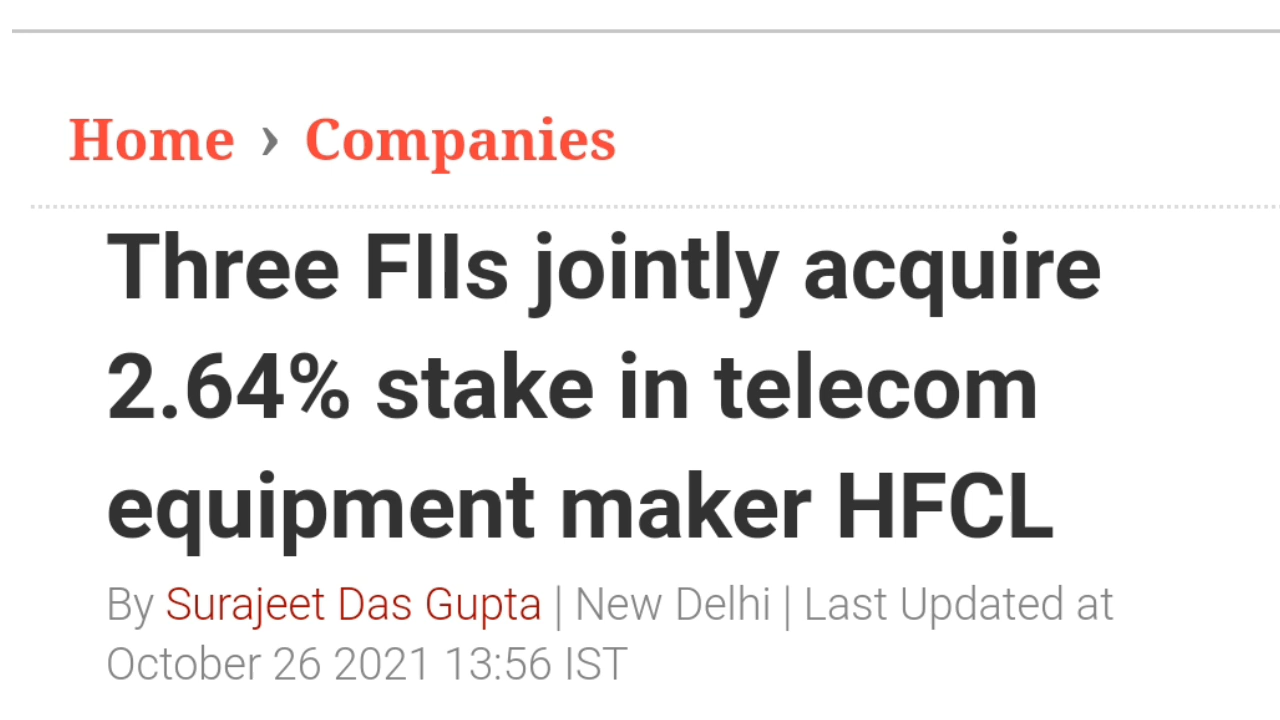 Home › Companies
Three FIIs jointly acquire
2.64% stake in telecom
equipment maker HFCL
By Surajeet Das Gupta | New Delhi | Last Updated at
October 26 2021 13:56 IST